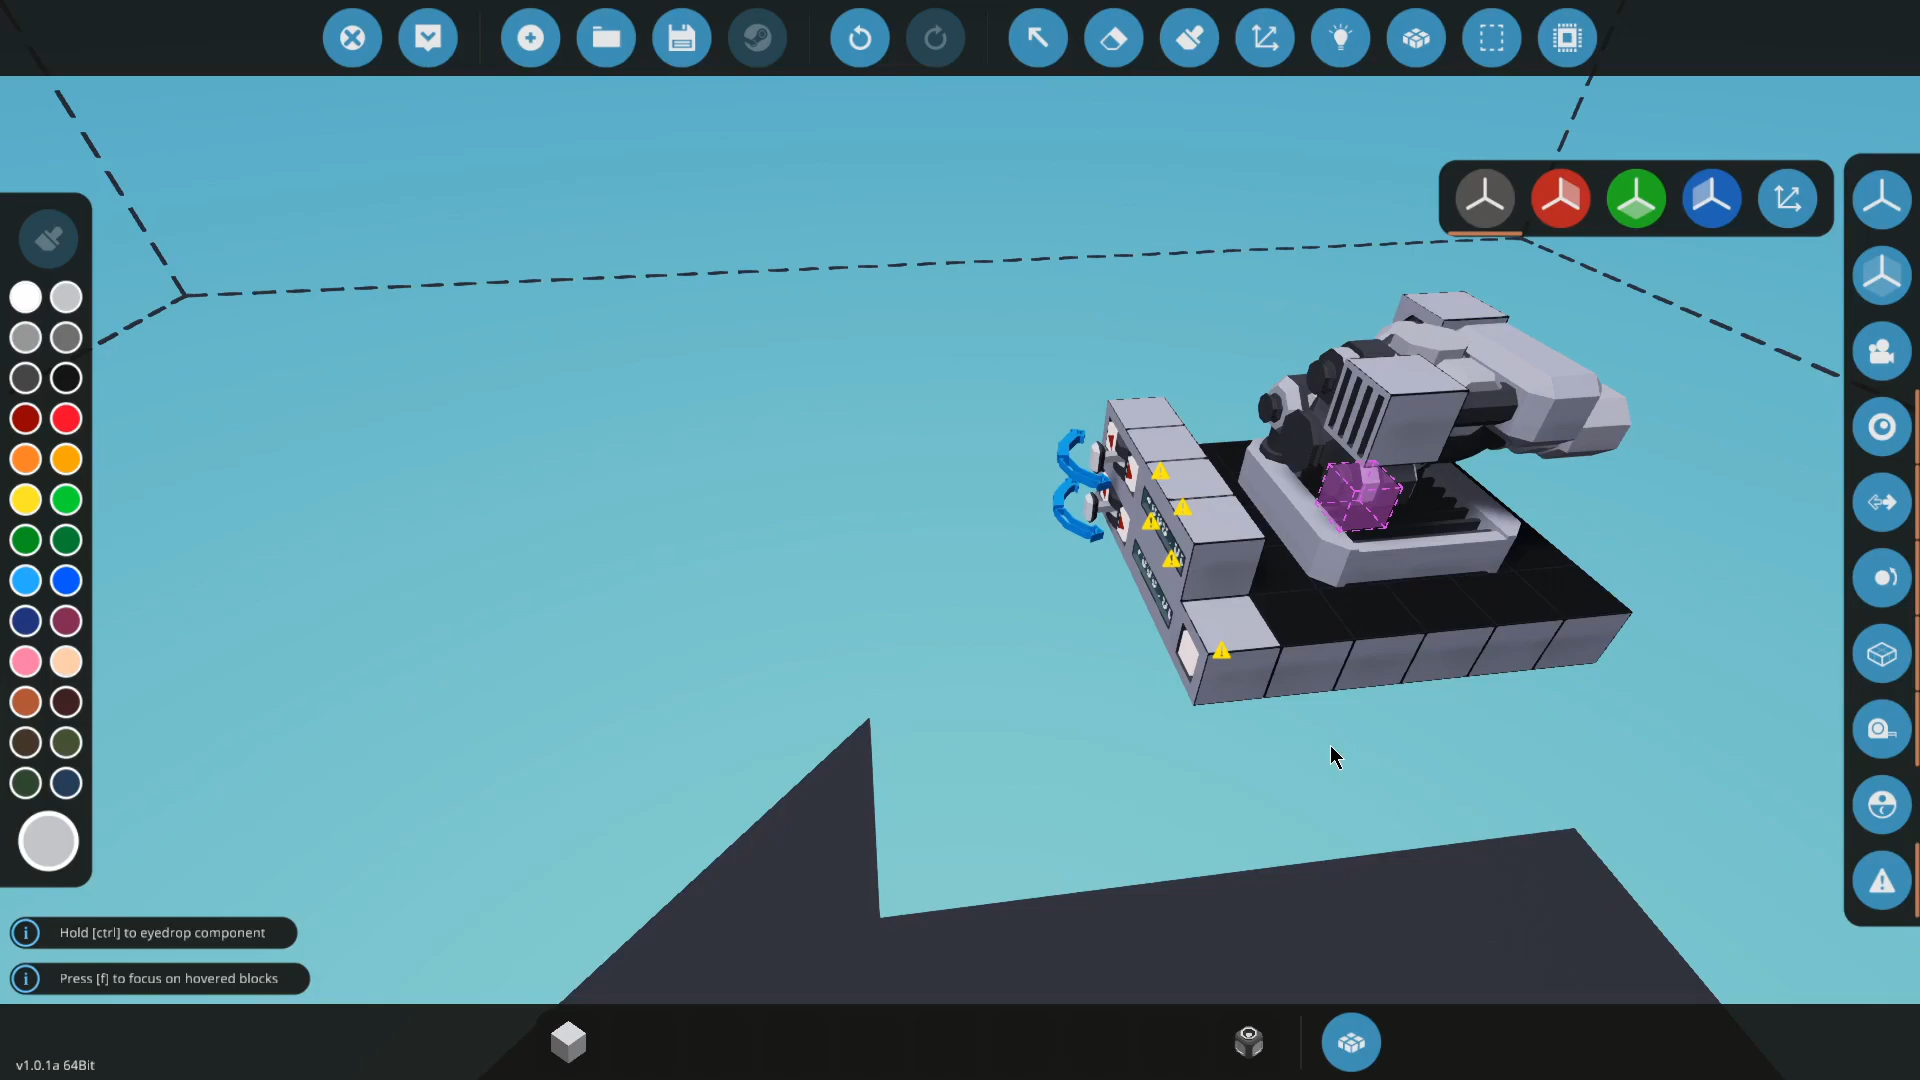 Hold [ctrl] to eyedrop component
Press [f] to focus on hovered blocks
v1.0.1a 64Bit